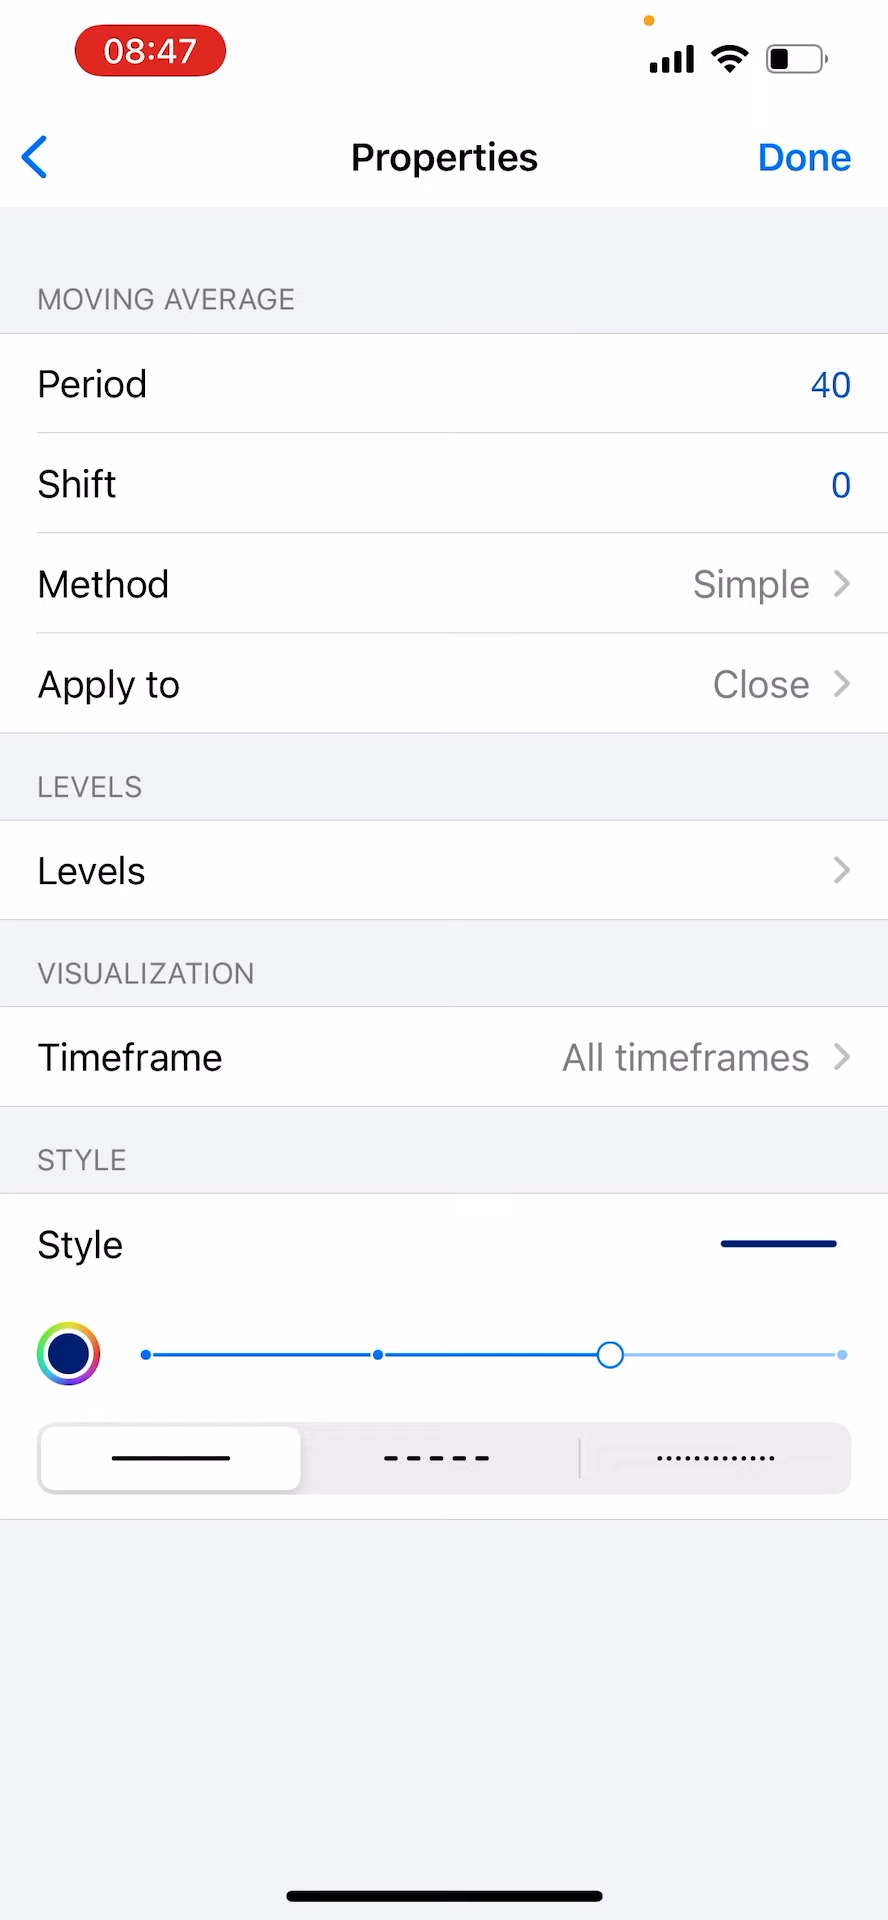 08:47
Properties
Done
MOVING AVERAGE
Period 40
Shift 0
Method Simple
Apply to Close
LEVELS
Levels
VISUALIZATION
Timeframe All timeframes
STYLE
Style